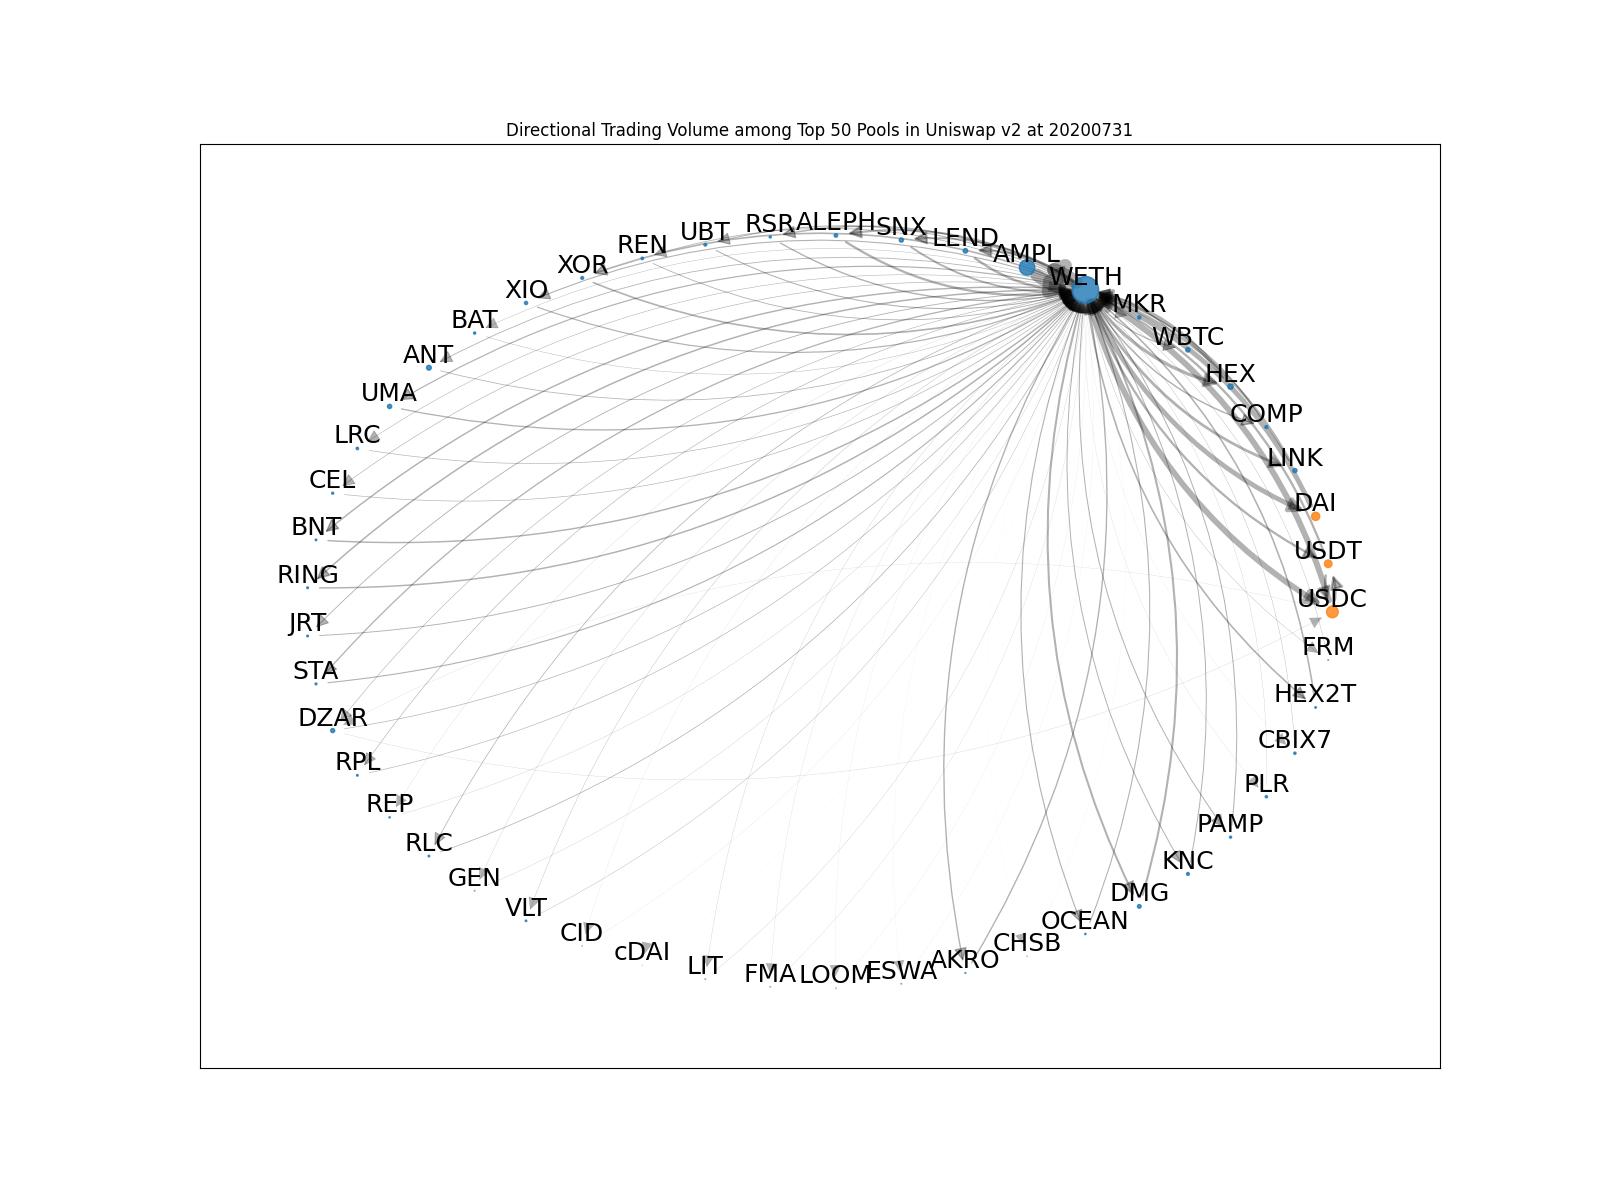 Directional Trading Volume among Top 50 Pools in Uniswap v2 at 20200731
RSR
ALEPH
SNX
UBT
LEND
REN
AMPL
XOR
WETH
XIO
MKR
BAT
WBTC
ANT
HEX
UMA
COMP
LRC
LINK
CEL
DAI
BNT
USDT
RING
USDC
JRT
FRM
STA
HEX2T
DZAR
CBIX7
RPL
PLR
REP
PAMP
RLC
KNC
GEN
DMG
VLT
OCEAN
CID
CHSB
cDAI
AKRO
LIT
FMA
LOOM
ESWA